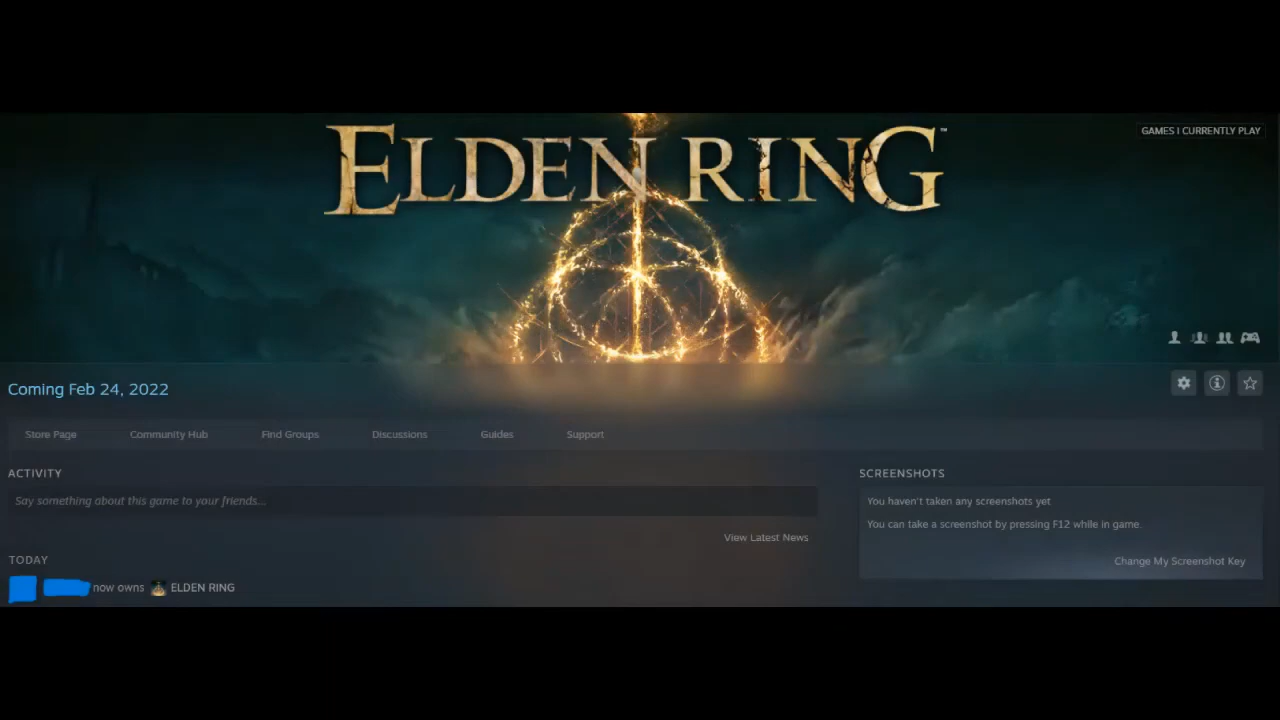 ELDEN RING™
GAMES I CURRENTLY PLAY
Coming Feb 24, 2022
Store Page Community Hub Find Groups Discussions Guides Support
ACTIVITY
Say something about this game to your friends...
View Latest News
TODAY
now owns ELDEN RING
SCREENSHOTS
You haven't taken any screenshots yet
You can take a screenshot by pressing F12 while in game.
Change My Screenshot Key